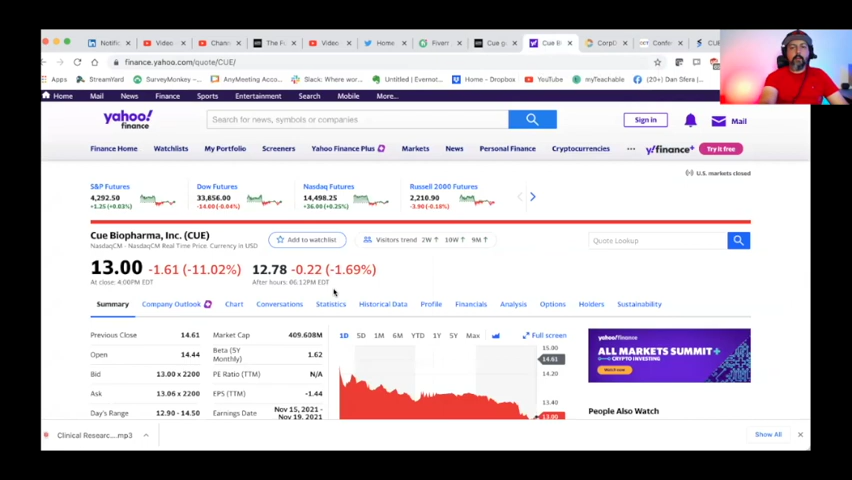 Notific
Video
Chann
The Fo
Video
Home
Fiverr
Cue g
Cue Bi
CorpD
Confe
CUE
finance.yahoo.com/quote/CUE/
Apps
StreamYard
SurveyMonkey - ...
AnyMeeting Acco...
Slack: Where wor...
Untitled | Evernot...
Home - Dropbox
YouTube
myTeachable
(20+) Dan Sfera |...
Home Mail News Finance Sports Entertainment Search Mobile More...
yahoo!
finance
Search for news, symbols or companies
Sign in
Mail
Finance Home Watchlists My Portfolio Screeners Yahoo Finance Plus Markets News Personal Finance Cryptocurrencies ...
y!finance+ Try it free
U.S. markets closed
S&P Futures
4,292.50
+1.25 (+0.03%)
Dow Futures
33,856.00
-14.00 (-0.04%)
Nasdaq Futures
14,498.25
+36.00 (+0.25%)
Russell 2000 Futures
2,210.90
-3.90 (-0.18%)
Cue Biopharma, Inc. (CUE)
NasdaqCM - NasdaqCM Real Time Price. Currency in USD
Add to watchlist
Visitors trend 2W ↑ 10W ↑ 9M ↑
Quote Lookup
13.00 -1.61 (-11.02%)
At close: 4:00PM EDT
12.78 -0.22 (-1.69%)
After hours: 06:12PM EDT
Summary Company Outlook Chart Conversations Statistics Historical Data Profile Financials Analysis Options Holders Sustainability
Previous Close 14.61
Open 14.44
Bid 13.00 x 2200
Ask 13.06 x 2200
Day's Range 12.90 - 14.50
Market Cap 409.608M
Beta (5Y Monthly) 1.62
PE Ratio (TTM) N/A
EPS (TTM) -1.44
Earnings Date Nov 15, 2021 - Nov 19, 2021
1D 5D 1M 6M YTD 1Y 5Y Max
Full screen
15.00
14.61
14.20
13.40
13.00
yahoo!finance
ALL MARKETS SUMMIT+
CRYPTO INVESTING
Watch now
People Also Watch
Clinical Researc....mp3
Show All